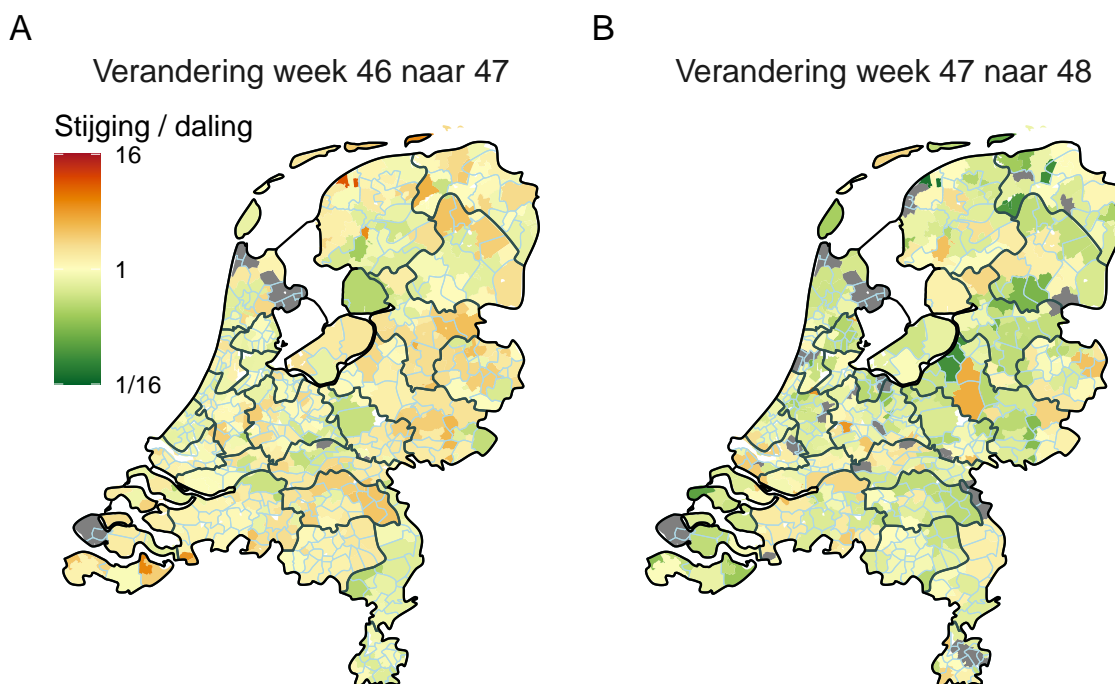 A
Verandering week 46 naar 47
Stijging / daling
16
1
1/16
B
Verandering week 47 naar 48